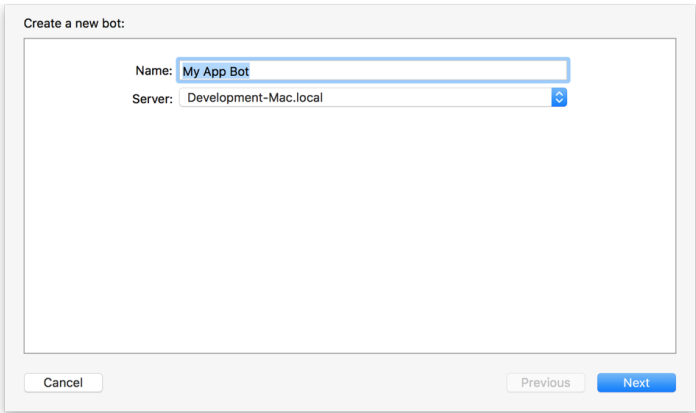 Create a new bot:
Name: My App Bot
Server: Development-Mac.local
Cancel Previous Next